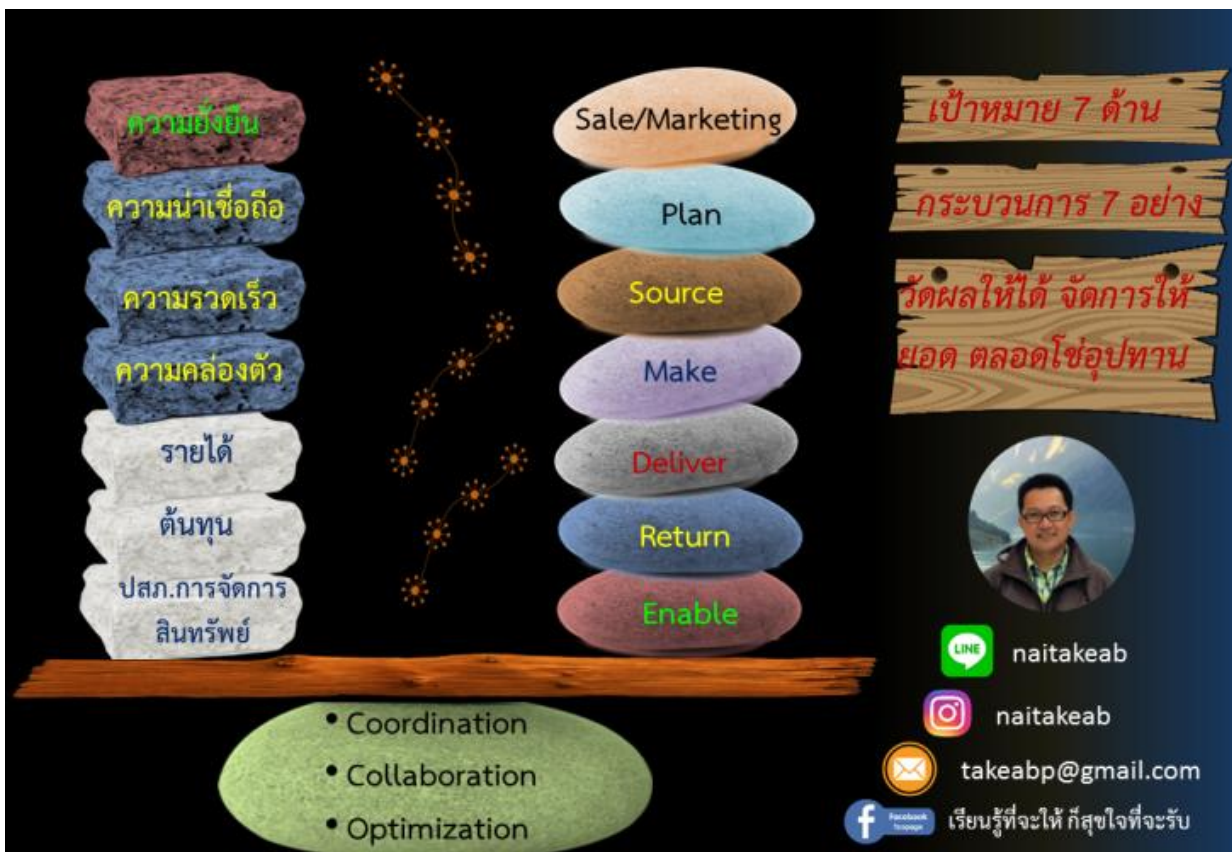 ความยั่งยืน
ความน่าเชื่อถือ
ความรวดเร็ว
ความคล่องตัว
รายได้
ต้นทุน
ปสภ.การจัดการ
สินทรัพย์
Sale/Marketing
Plan
Source
Make
Deliver
Return
Enable
• Coordination
• Collaboration
• Optimization
เป้าหมาย 7 ด้าน
กระบวนการ 7 อย่าง
วัดผลให้ได้ จัดการให้
ยอด ตลอดโซ่อุปทาน
LINE
naitakeab
naitakeab
takeabp@gmail.com
Facebook
fanpage
เรียนรู้ที่จะให้ ก็สุขใจที่จะรับ